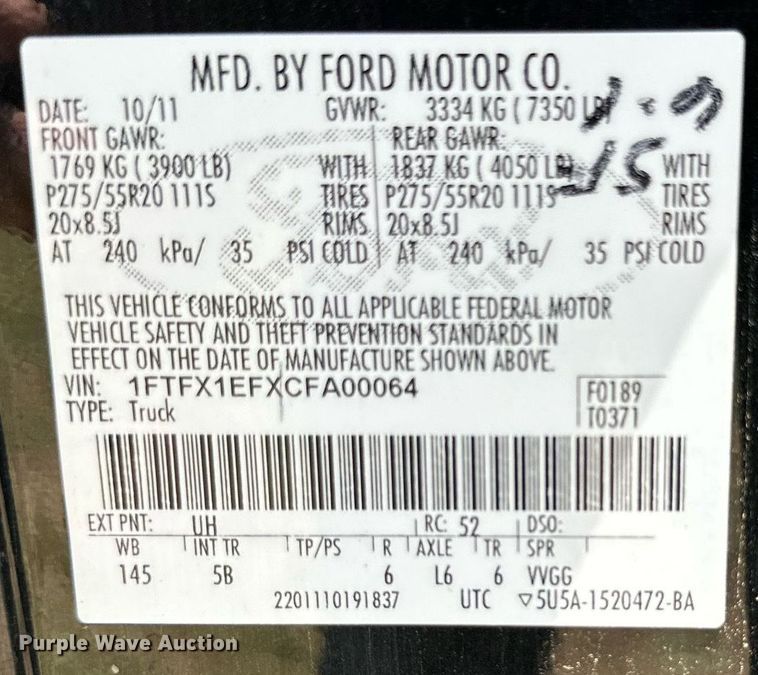 MFD. BY FORD MOTOR CO.
DATE: 10/11 GVWR: 3334 KG ( 7350 LB)
FRONT GAWR: REAR GAWR:
1769 KG ( 3900 LB) WITH 1837 KG ( 4050 LB) WITH
P275/55R20 111S TIRES P275/55R20 111S TIRES
20x8.5J RIMS 20x8.5J RIMS
AT 240 kPa/ 35 PSI COLD AT 240 kPa/ 35 PSI COLD
THIS VEHICLE CONFORMS TO ALL APPLICABLE FEDERAL MOTOR
VEHICLE SAFETY AND THEFT PREVENTION STANDARDS IN
EFFECT ON THE DATE OF MANUFACTURE SHOWN ABOVE.
VIN: 1FTFX1EFXCFA00064 F0189
TYPE: Truck T0371
EXT PNT: UH RC: 52 DSO:
WB INT TR TP/PS R AXLE TR SPR
145 5B 6 L6 6 VVGG
2201110191837 UTC ▽5U5A-1520472-BA
Purple Wave Auction